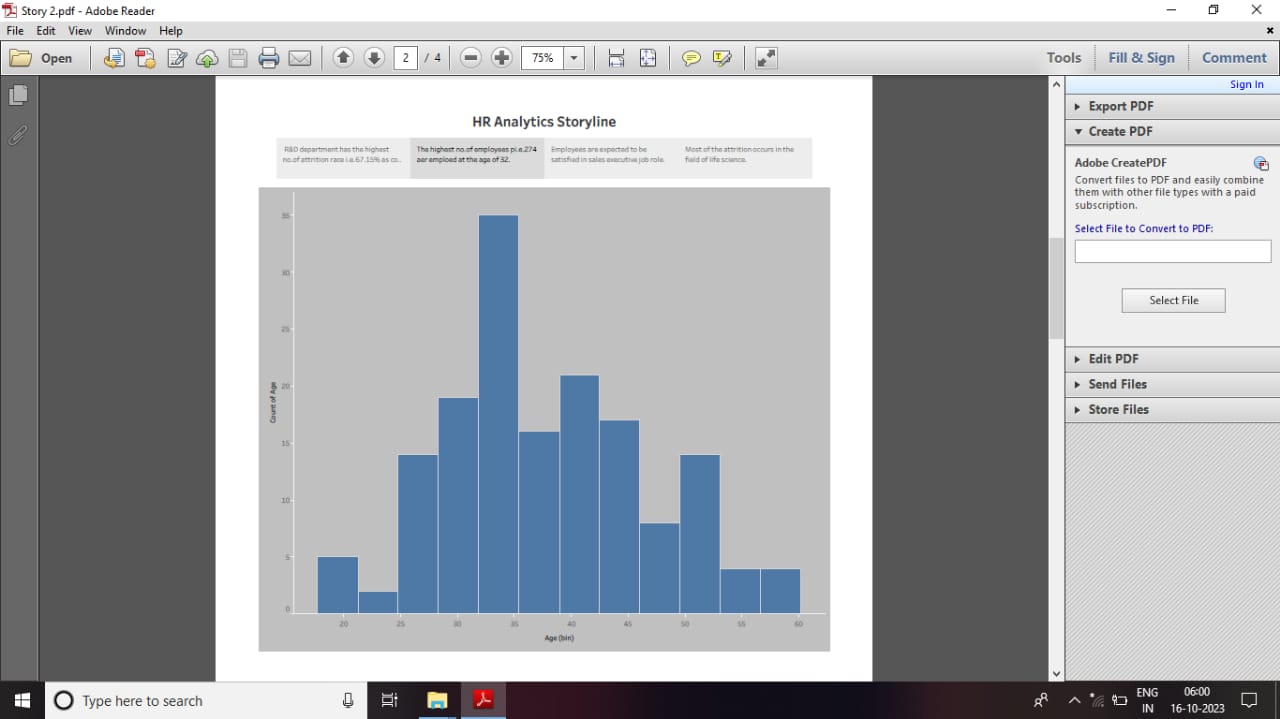 Story 2.pdf - Adobe Reader
File Edit View Window Help
Open
2 / 4
75%
Tools Fill & Sign Comment
Sign In
Export PDF
Create PDF
Adobe CreatePDF
Convert files to PDF and easily combine
them with other file types with a paid
subscription.
Select File to Convert to PDF:
Select File
Edit PDF
Send Files
Store Files
HR Analytics Storyline
R&D department has the highest
no.of attrition race i.e.67.15% as co..
The highest no.of employees pi.e.274
aer emploed at the age of 32.
Employees are expected to be
satisfied in sales executive job role.
Most of the attrition occurs in the
field of life science.
Count of Age
35
30
25
20
15
10
5
0
20 25 30 35 40 45 50 55 60
Age (bin)
Type here to search
ENG
IN
06:00
16-10-2023